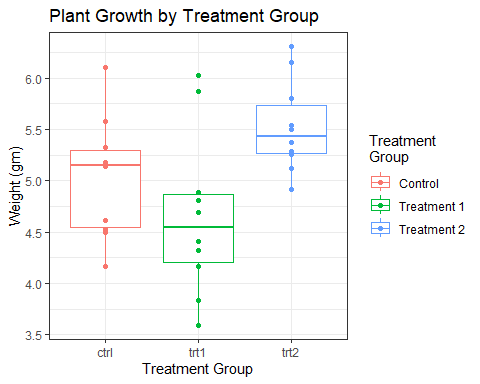 Plant Growth by Treatment Group
Weight (gm)
6.0
5.5
5.0
4.5
4.0
3.5
ctrl trt1 trt2
Treatment Group
Treatment
Group
Control
Treatment 1
Treatment 2